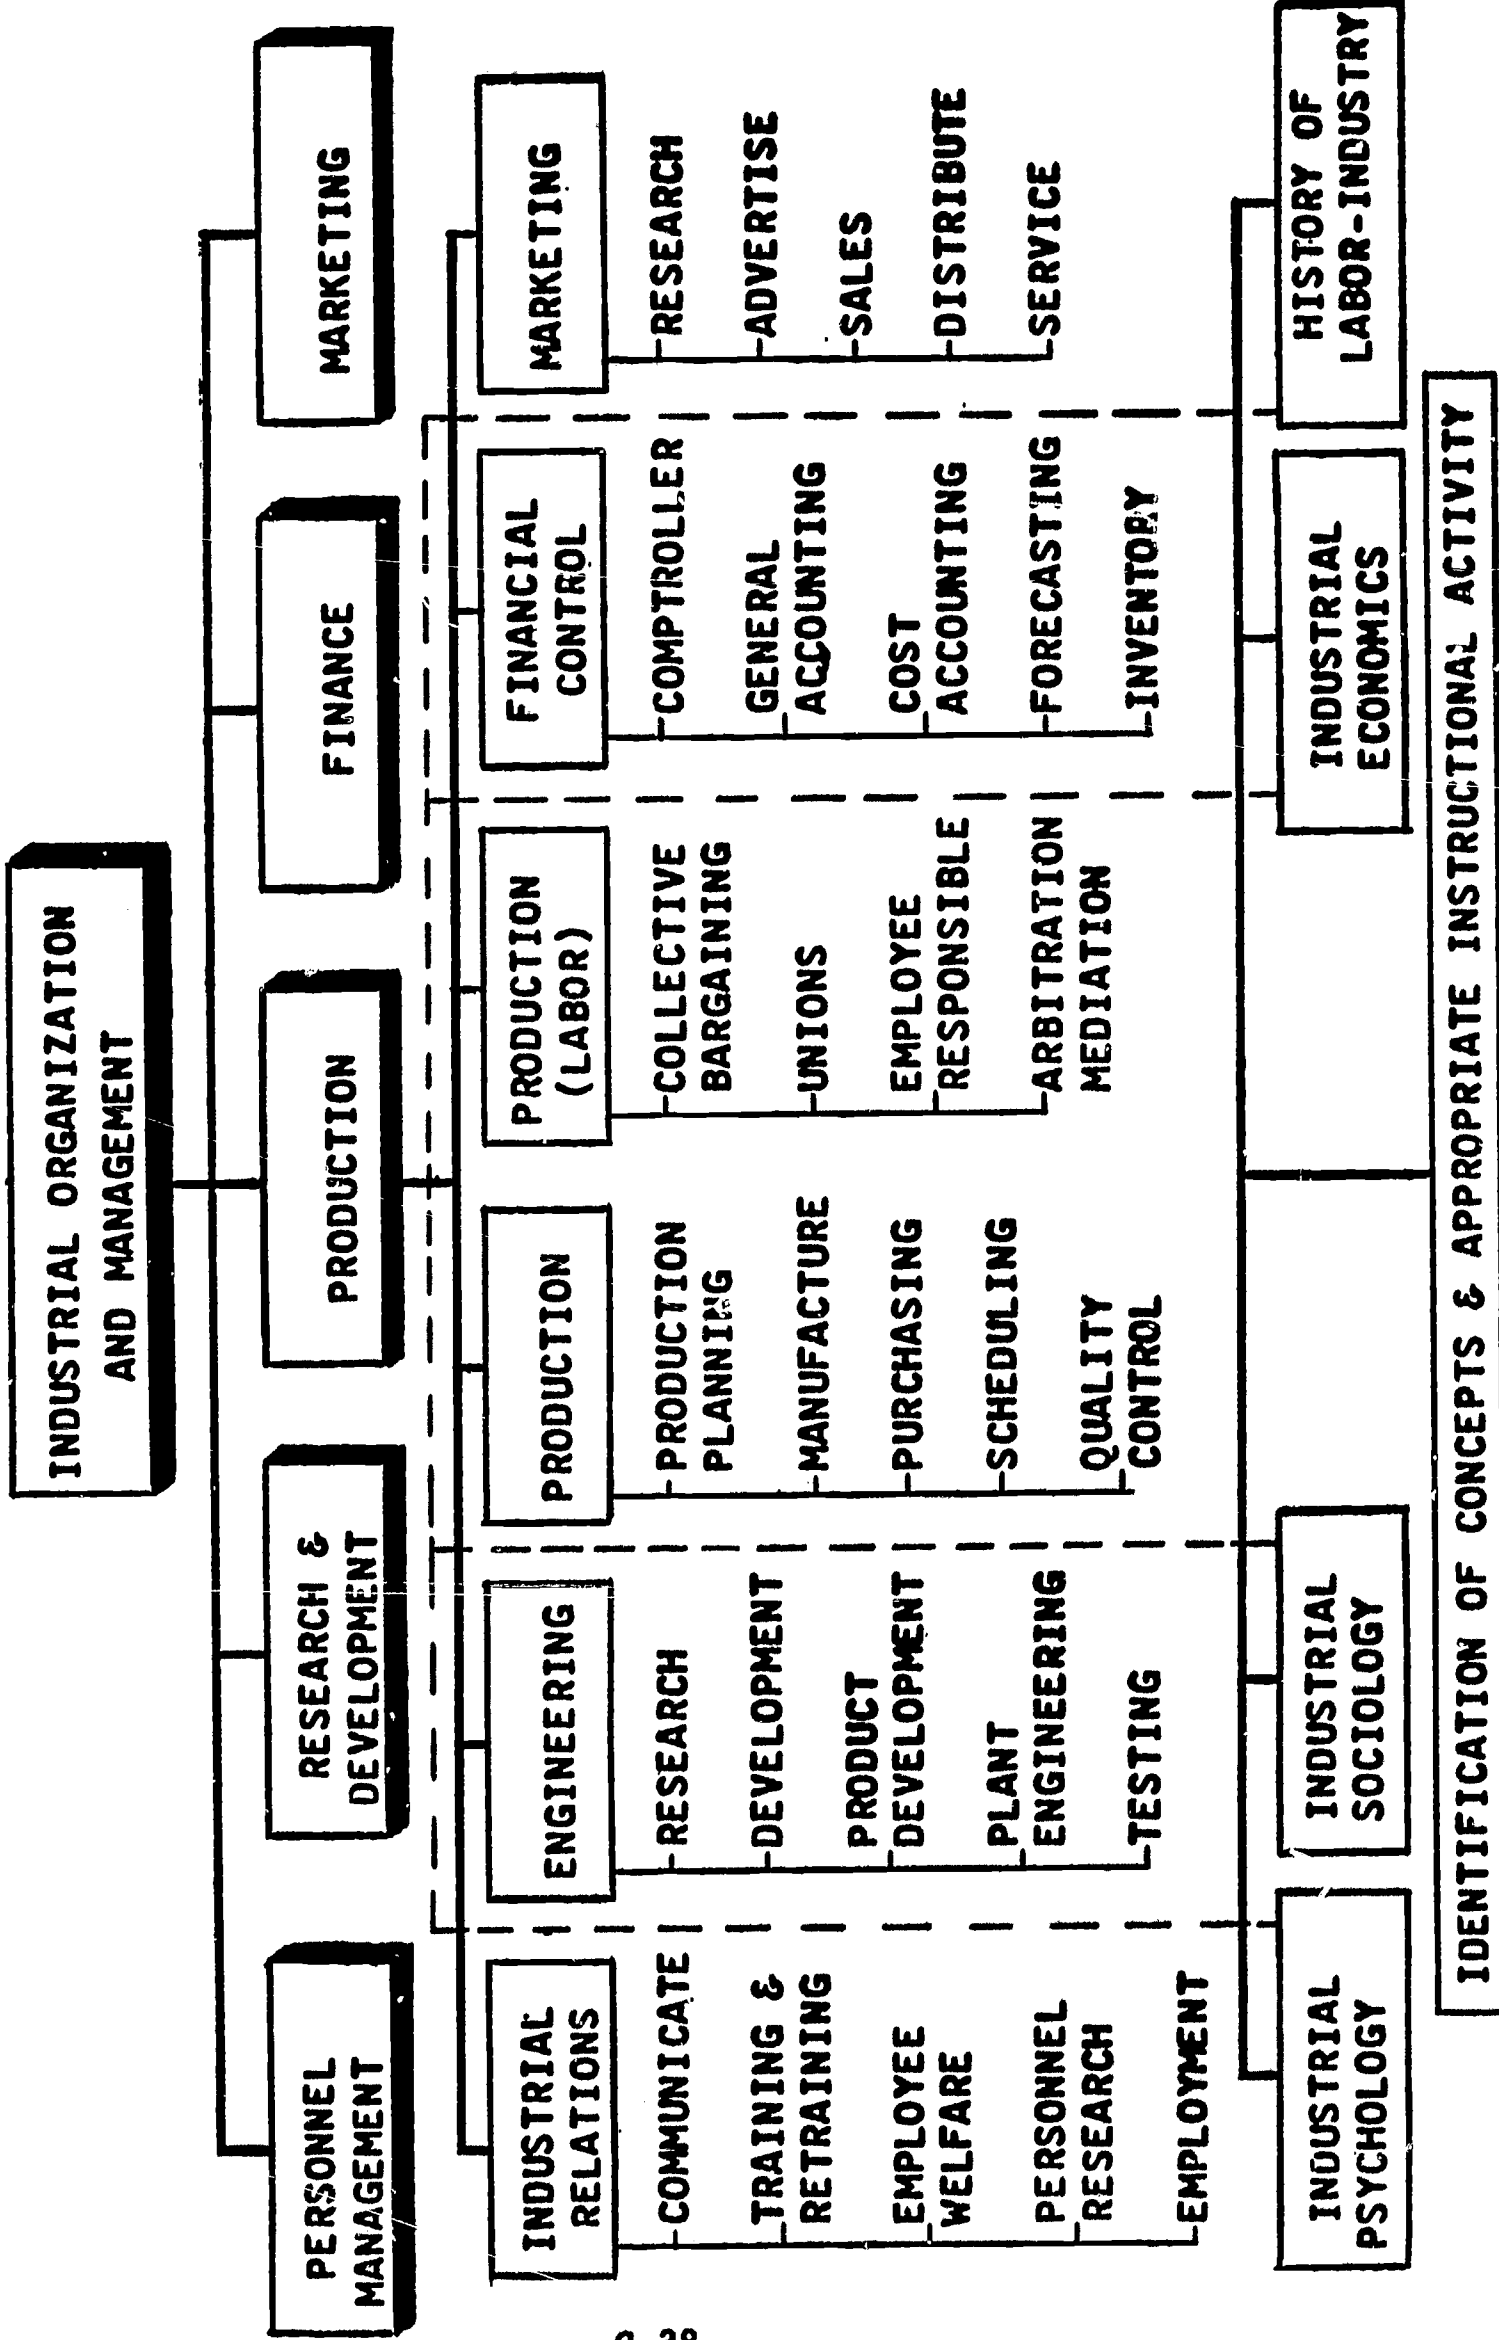 INDUSTRIAL ORGANIZATION
AND MANAGEMENT
PERSONNEL
MANAGEMENT
RESEARCH &
DEVELOPMENT
PRODUCTION
FINANCE
MARKETING
INDUSTRIAL
RELATIONS
COMMUNICATE
TRAINING &
RETRAINING
EMPLOYEE
WELFARE
PERSONNEL
RESEARCH
EMPLOYMENT
ENGINEERING
RESEARCH
DEVELOPMENT
PRODUCT
DEVELOPMENT
PLANT
ENGINEERING
TESTING
PRODUCTION
PRODUCTION
PLANNING
MANUFACTURE
PURCHASING
SCHEDULING
QUALITY
CONTROL
PRODUCTION
(LABOR)
COLLECTIVE
BARGAINING
UNIONS
EMPLOYEE
RESPONSIBLE
ARBITRATION
MEDIATION
FINANCIAL
CONTROL
COMPTROLLER
GENERAL
ACCOUNTING
COST
ACCOUNTING
FORECASTING
INVENTORY
MARKETING
RESEARCH
ADVERTISE
SALES
DISTRIBUTE
SERVICE
INDUSTRIAL
PSYCHOLOGY
INDUSTRIAL
SOCIOLOGY
INDUSTRIAL
ECONOMICS
HISTORY OF
LABOR-INDUSTRY
IDENTIFICATION OF CONCEPTS & APPROPRIATE INSTRUCTIONAL ACTIVITY